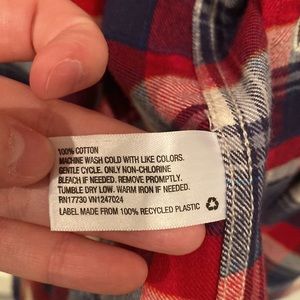 100% COTTON
MACHINE WASH COLD WITH LIKE COLORS.
GENTLE CYCLE. ONLY NON-CHLORINE
BLEACH IF NEEDED. REMOVE PROMPTLY.
TUMBLE DRY LOW. WARM IRON IF NEEDED.
RN17730 VN1247024
LABEL MADE FROM 100% RECYCLED PLASTIC